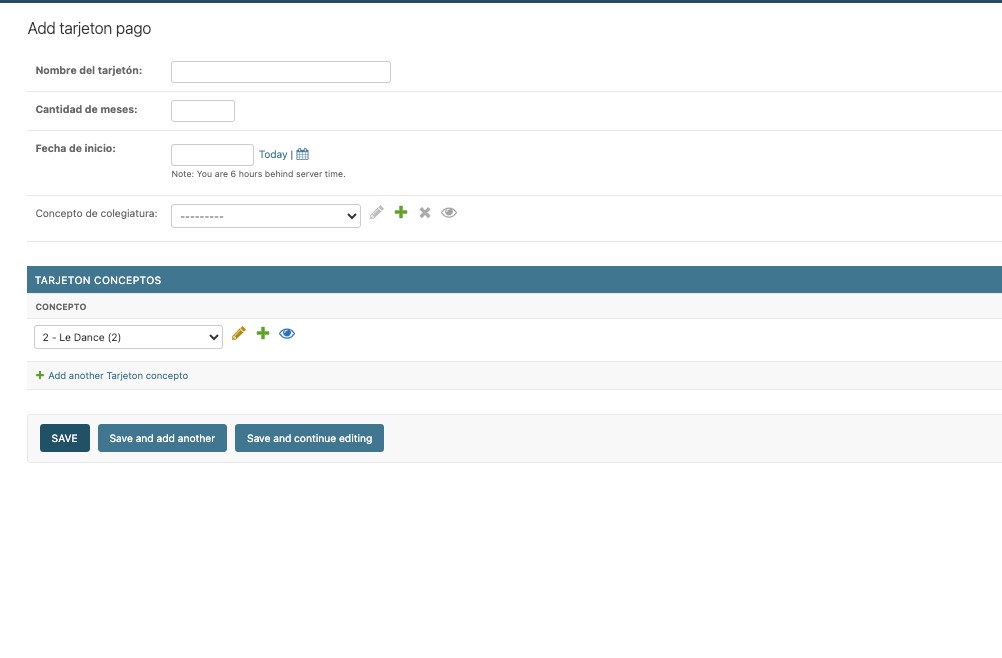 Add tarjeton pago
Nombre del tarjetón:
Cantidad de meses:
Fecha de inicio:
Today |
Note: You are 6 hours behind server time.
Concepto de colegiatura:
---------
TARJETON CONCEPTOS
CONCEPTO
2 - Le Dance (2)
Add another Tarjeton concepto
SAVE
Save and add another
Save and continue editing